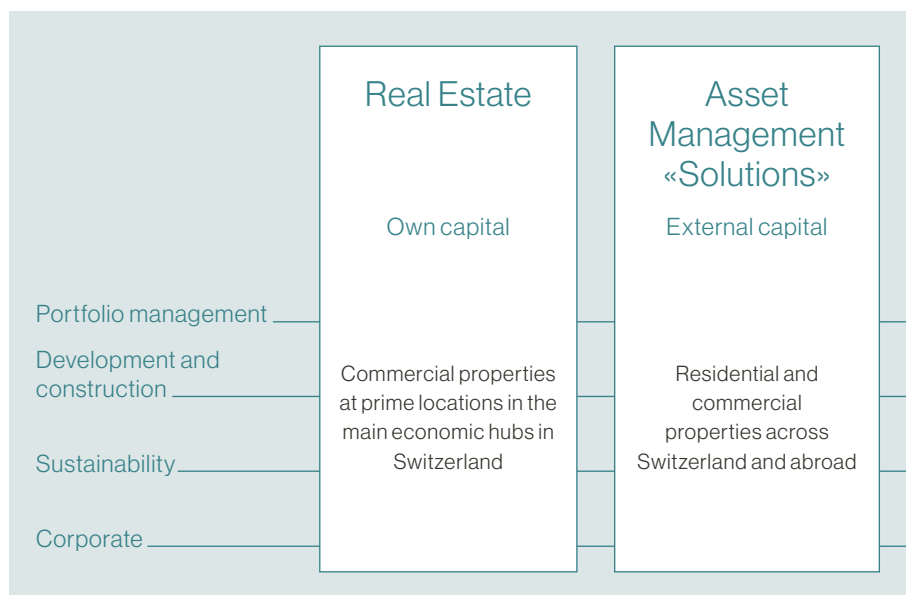 Real Estate
Own capital
Commercial properties
at prime locations in the
main economic hubs in
Switzerland
Asset
Management
«Solutions»
External capital
Residential and
commercial
properties across
Switzerland and abroad
Portfolio management
Development and
construction
Sustainability
Corporate